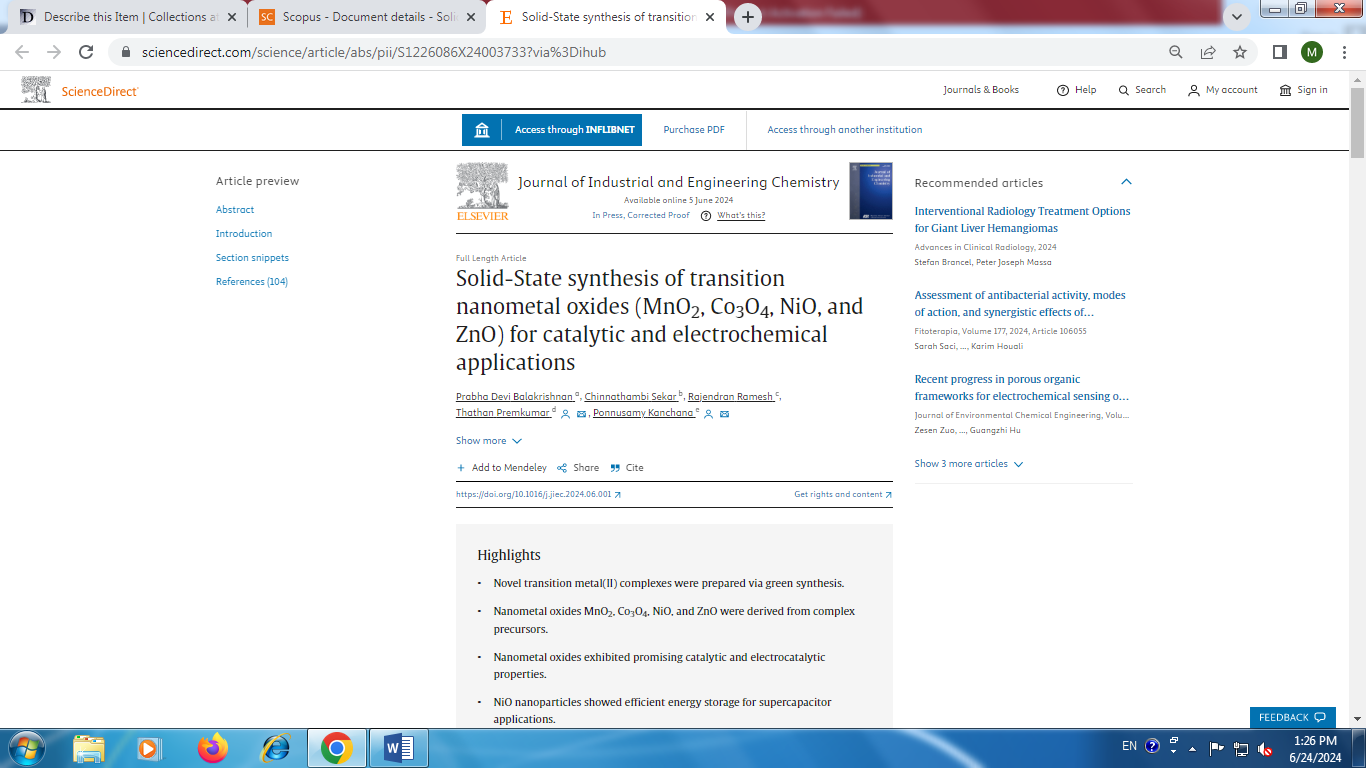 Describe this Item | Collections at
Scopus - Document details - Soli
Solid-State synthesis of transition
sciencedirect.com/science/article/abs/pii/S1226086X24003733?via%3Dihub
M
ScienceDirect
Journals & Books
Help
Search
My account
Sign in
Access through INFLIBNET
Purchase PDF
Access through another institution
Article preview
Abstract
Introduction
Section snippets
References (104)
ELSEVIER
Journal of Industrial and Engineering Chemistry
Available online 5 June 2024
In Press, Corrected Proof
What's this?
Full Length Article
Solid-State synthesis of transition
nanometal oxides (MnO2, Co3O4, NiO, and
ZnO) for catalytic and electrochemical
applications
Prabha Devi Balakrishnan a, Chinnathambi Sekar b, Rajendran Ramesh c,
Thathan Premkumar d, Ponnusamy Kanchana e
Show more
Add to Mendeley
Share
Cite
https://doi.org/10.1016/j.jiec.2024.06.001
Get rights and content
Highlights
• Novel transition metal(II) complexes were prepared via green synthesis.
• Nanometal oxides MnO2, Co3O4, NiO, and ZnO were derived from complex
precursors.
• Nanometal oxides exhibited promising catalytic and electrocatalytic
properties.
• NiO nanoparticles showed efficient energy storage for supercapacitor
applications.
Recommended articles
Interventional Radiology Treatment Options
for Giant Liver Hemangiomas
Advances in Clinical Radiology, 2024
Stefan Brancel, Peter Joseph Massa
Assessment of antibacterial activity, modes
of action, and synergistic effects of…
Fitoterapia, Volume 177, 2024, Article 106055
Sarah Saci, …, Karim Houali
Recent progress in porous organic
frameworks for electrochemical sensing o…
Journal of Environmental Chemical Engineering, Volu…
Zesen Zuo, …, Guangzhi Hu
Show 3 more articles
FEEDBACK
EN
1:26 PM
6/24/2024